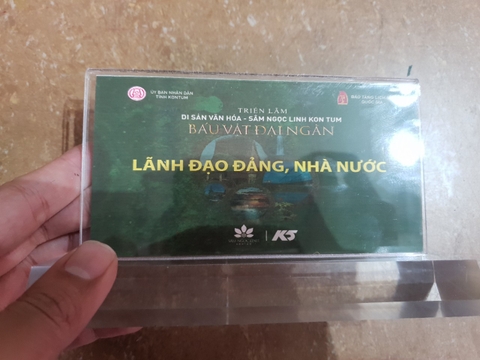 ỦY BAN NHÂN DÂN
TỈNH KONTUM
TRIỂN LÃM
DI SẢN VĂN HÓA - SÂM NGỌC LINH KON TUM
BÁU VẬT ĐẠI NGÀN
LÃNH ĐẠO ĐẢNG, NHÀ NƯỚC
K5